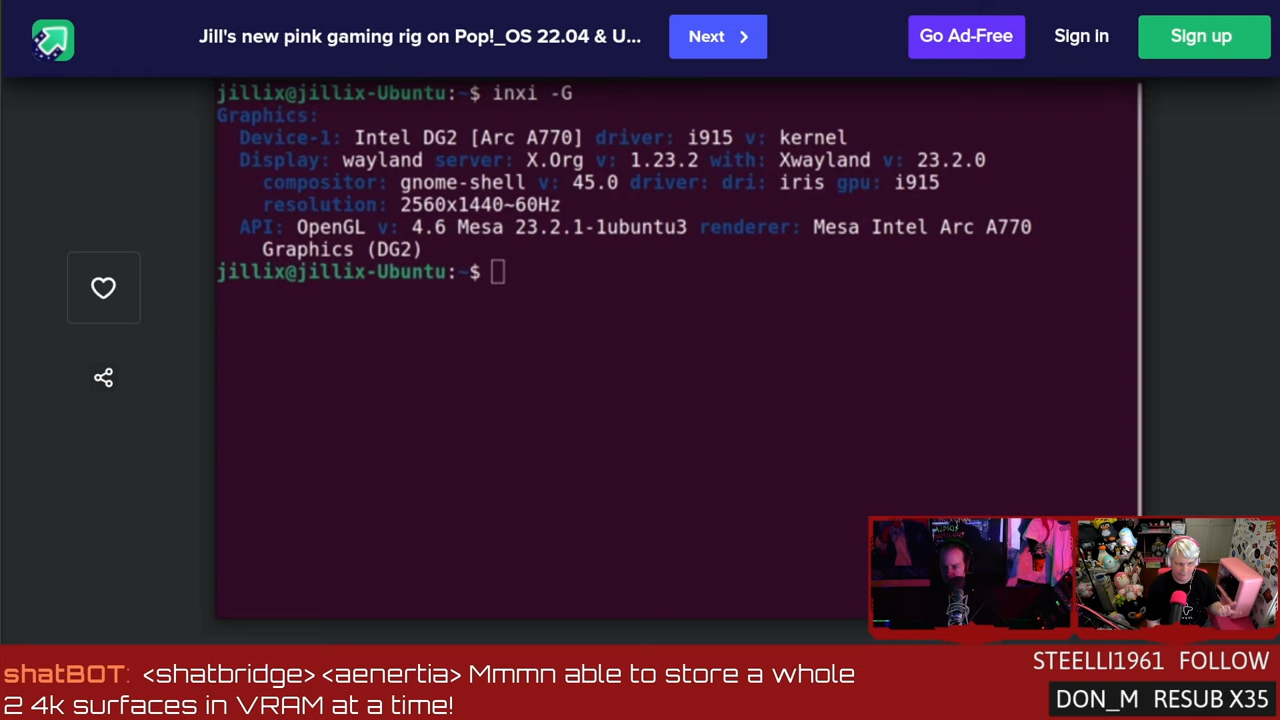 Jill's new pink gaming rig on Pop!_OS 22.04 & U...
Next
Go Ad-Free
Sign in
Sign up
jillix@jillix-Ubuntu:~$ inxi -G
Graphics:
Device-1: Intel DG2 [Arc A770] driver: i915 v: kernel
Display: wayland server: X.Org v: 1.23.2 with: Xwayland v: 23.2.0
compositor: gnome-shell v: 45.0 driver: dri: iris gpu: i915
resolution: 2560x1440~60Hz
API: OpenGL v: 4.6 Mesa 23.2.1-1ubuntu3 renderer: Mesa Intel Arc A770
Graphics (DG2)
jillix@jillix-Ubuntu:~$
shatBOT: <shatbridge> <aenertia> Mmmn able to store a whole
2 4k surfaces in VRAM at a time!
STEELLI1961 FOLLOW
DON_M RESUB X35